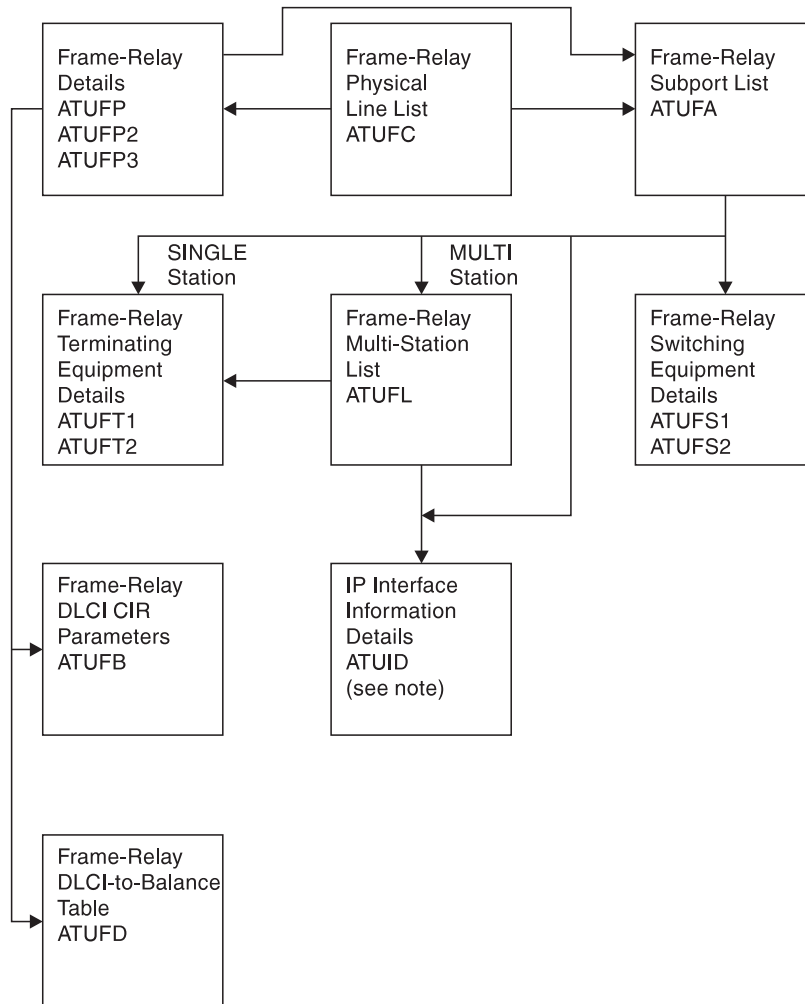 Frame-Relay
Details
ATUFP
ATUFP2
ATUFP3
Frame-Relay
Physical
Line List
ATUFC
Frame-Relay
Subport List
ATUFA
SINGLE
Station
MULTI
Station
Frame-Relay
Terminating
Equipment
Details
ATUFT1
ATUFT2
Frame-Relay
Multi-Station
List
ATUFL
Frame-Relay
Switching
Equipment
Details
ATUFS1
ATUFS2
Frame-Relay
DLCI CIR
Parameters
ATUFB
IP Interface
Information
Details
ATUID
(see note)
Frame-Relay
DLCI-to-Balance
Table
ATUFD